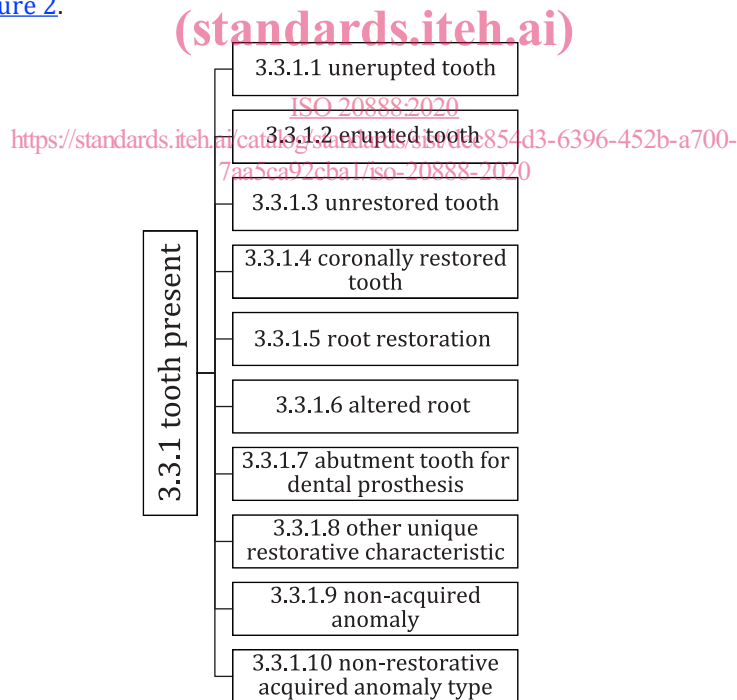 ure 2.
(standards.iteh.ai)
3.3.1.1 unerupted tooth
ISO 20888:2020
3.3.1.2 erupted tooth
https://standards.iteh.ai/catalog/standards/sist/dec854d3-6396-452b-a700-
7aa5ca92cba1/iso-20888-2020
3.3.1.3 unrestored tooth
3.3.1 tooth present
3.3.1.4 coronally restored
tooth
3.3.1.5 root restoration
3.3.1.6 altered root
3.3.1.7 abutment tooth for
dental prosthesis
3.3.1.8 other unique
restorative characteristic
3.3.1.9 non-acquired
anomaly
3.3.1.10 non-restorative
acquired anomaly type